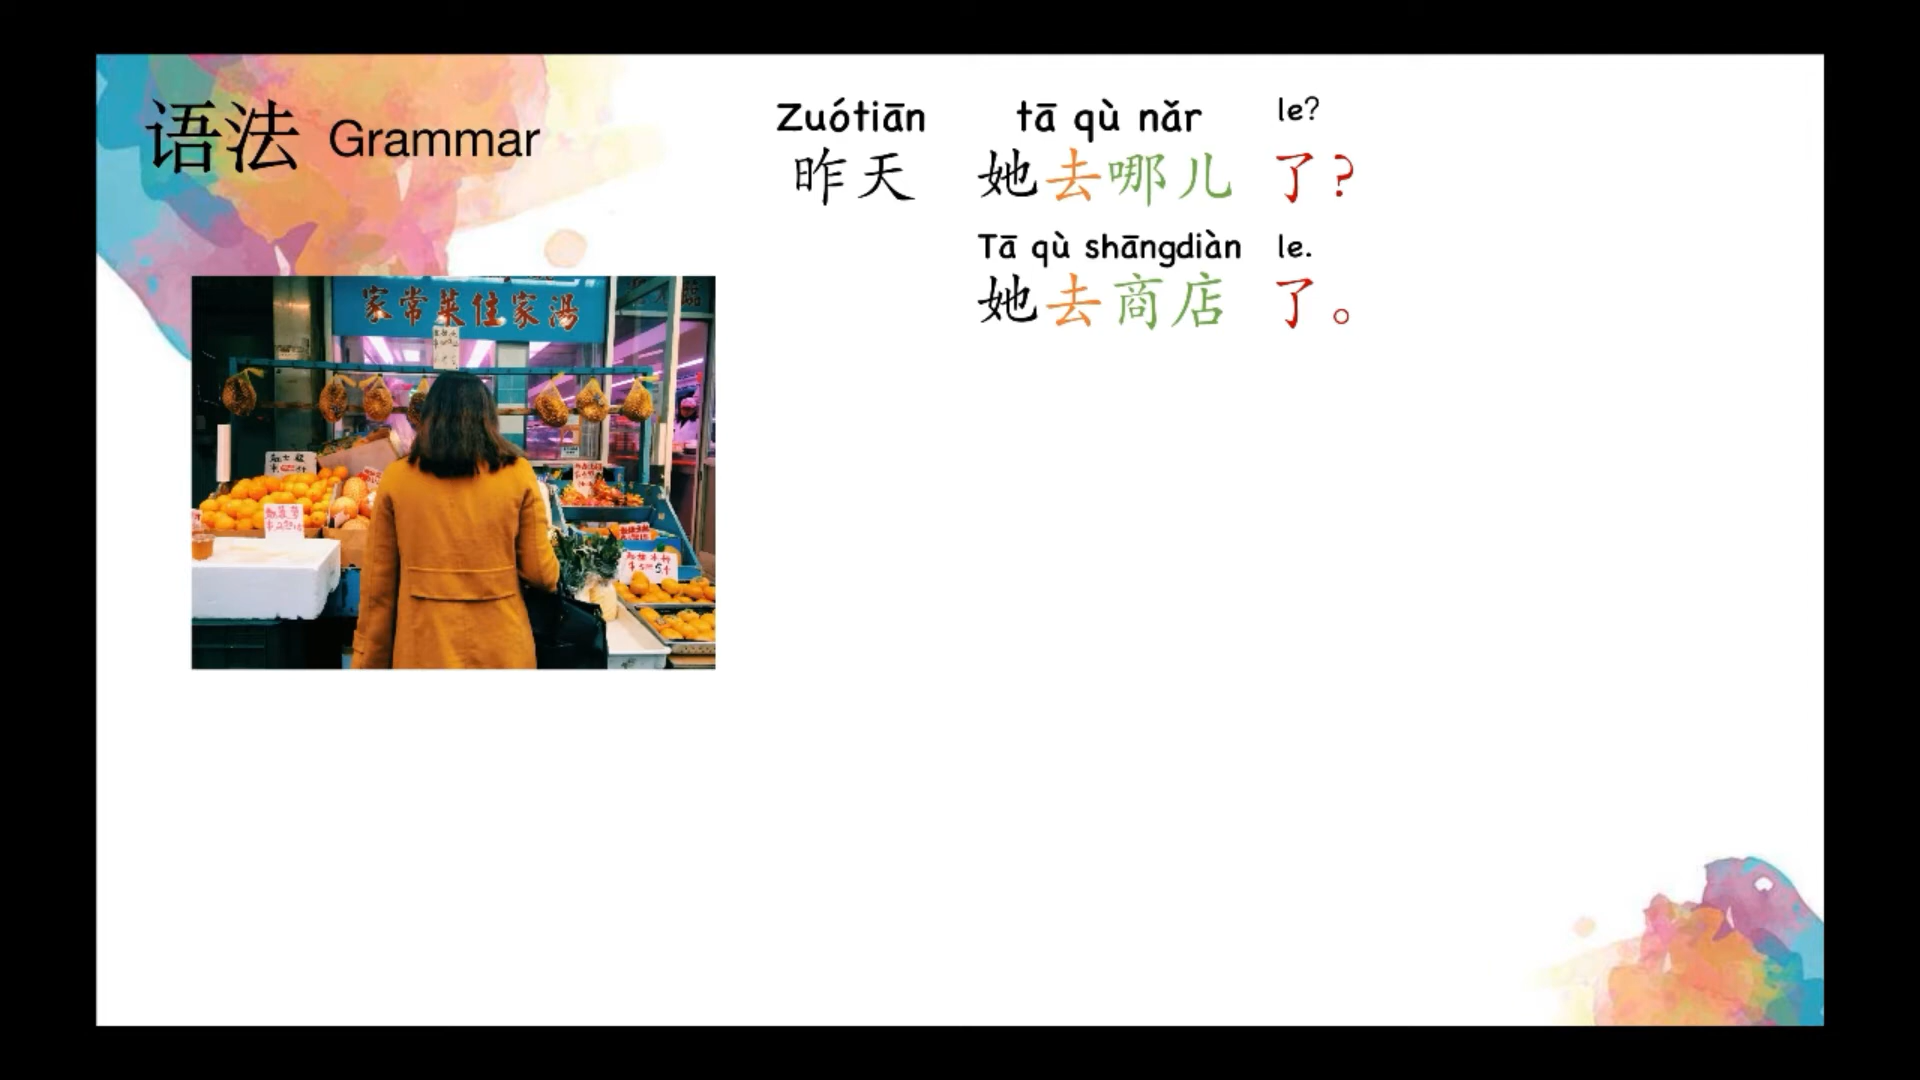 语法 Grammar
Zuótiān tā qù nǎr le?
昨天 她去哪儿 了?
Tā qù shāngdiàn le.
她去商店 了。
家常菜住家湯